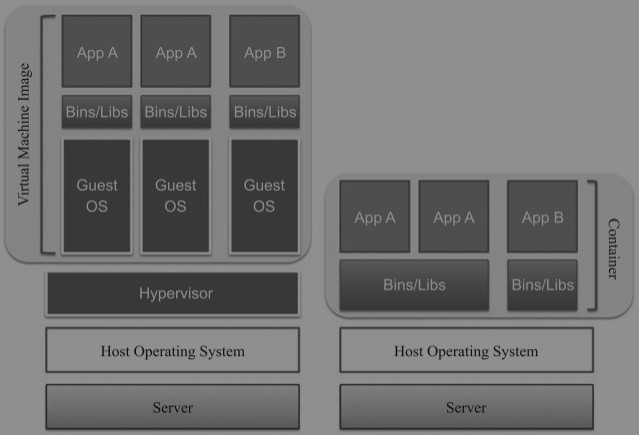 Virtual Machine Image
App A
App A
App B
Bins/Libs
Bins/Libs
Bins/Libs
Guest
OS
Guest
OS
Guest
OS
Hypervisor
Host Operating System
Server
App A
App A
App B
Bins/Libs
Bins/Libs
Container
Host Operating System
Server